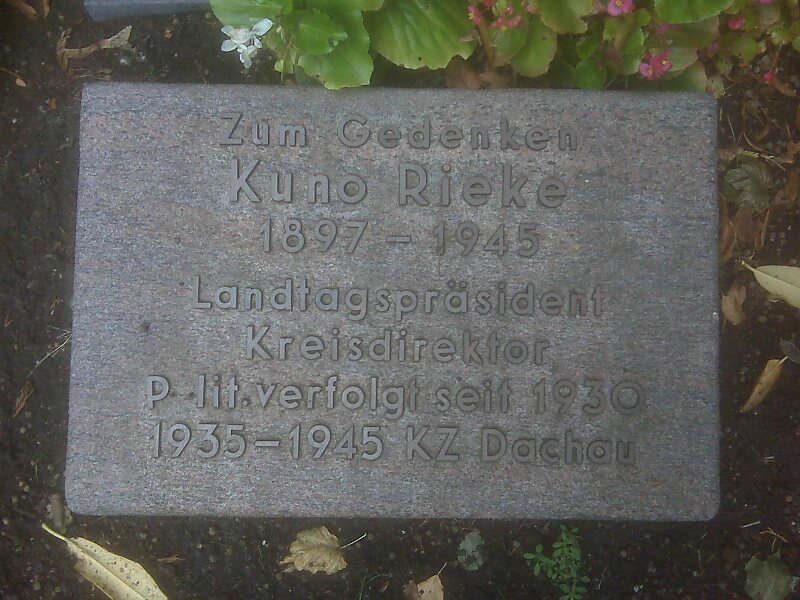 Zum Gedenken
Kuno Rieke
1897 – 1945
Landtagspräsident
Kreisdirektor
P lit. verfolgt seit 1930
1935 – 1945 KZ Dachau